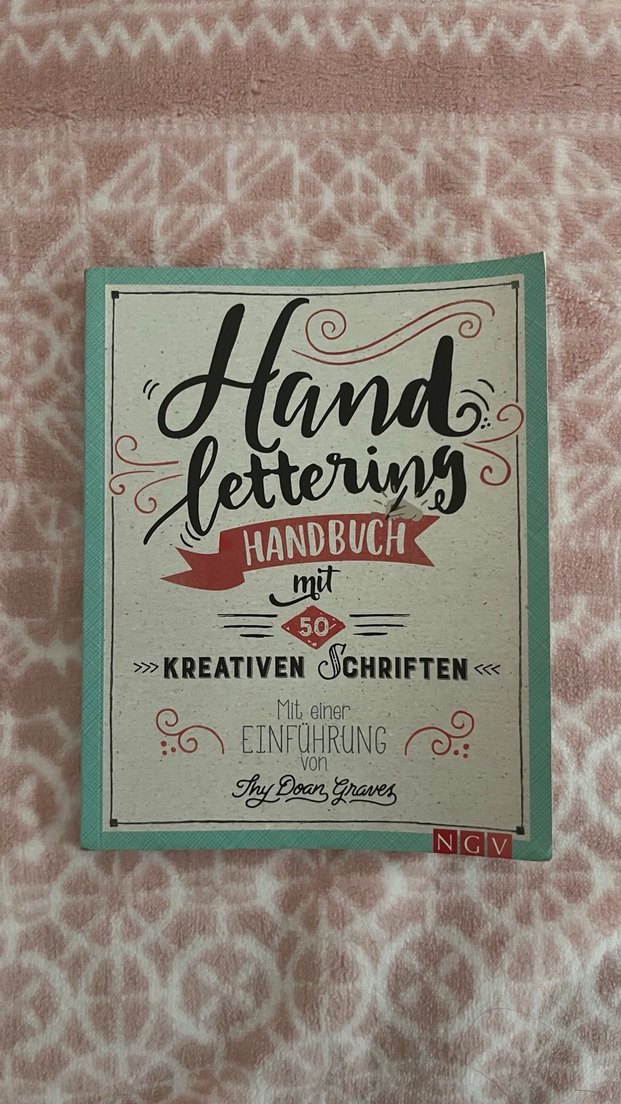 Hand
lettering
HANDBUCH
mit
50
>>> KREATIVEN SCHRIFTEN <<<
Mit einer
EINFÜHRUNG
von
Thy Doan Graves
NGV